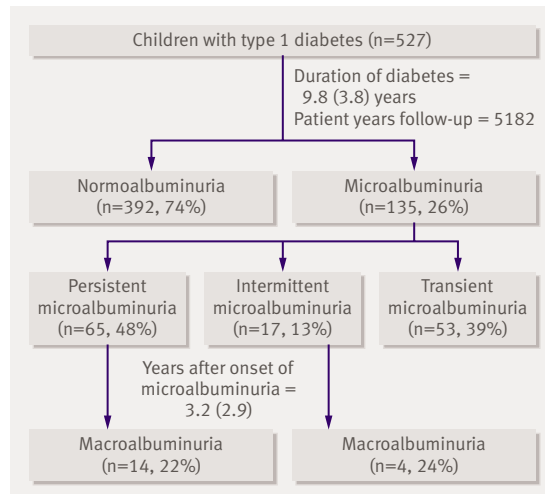 Children with type 1 diabetes (n=527)
Duration of diabetes =
9.8 (3.8) years
Patient years follow-up = 5182
Normoalbuminuria
(n=392, 74%)
Microalbuminuria
(n=135, 26%)
Persistent
microalbuminuria
(n=65, 48%)
Intermittent
microalbuminuria
(n=17, 13%)
Transient
microalbuminuria
(n=53, 39%)
Years after onset of
microalbuminuria =
3.2 (2.9)
Macroalbuminuria
(n=14, 22%)
Macroalbuminuria
(n=4, 24%)